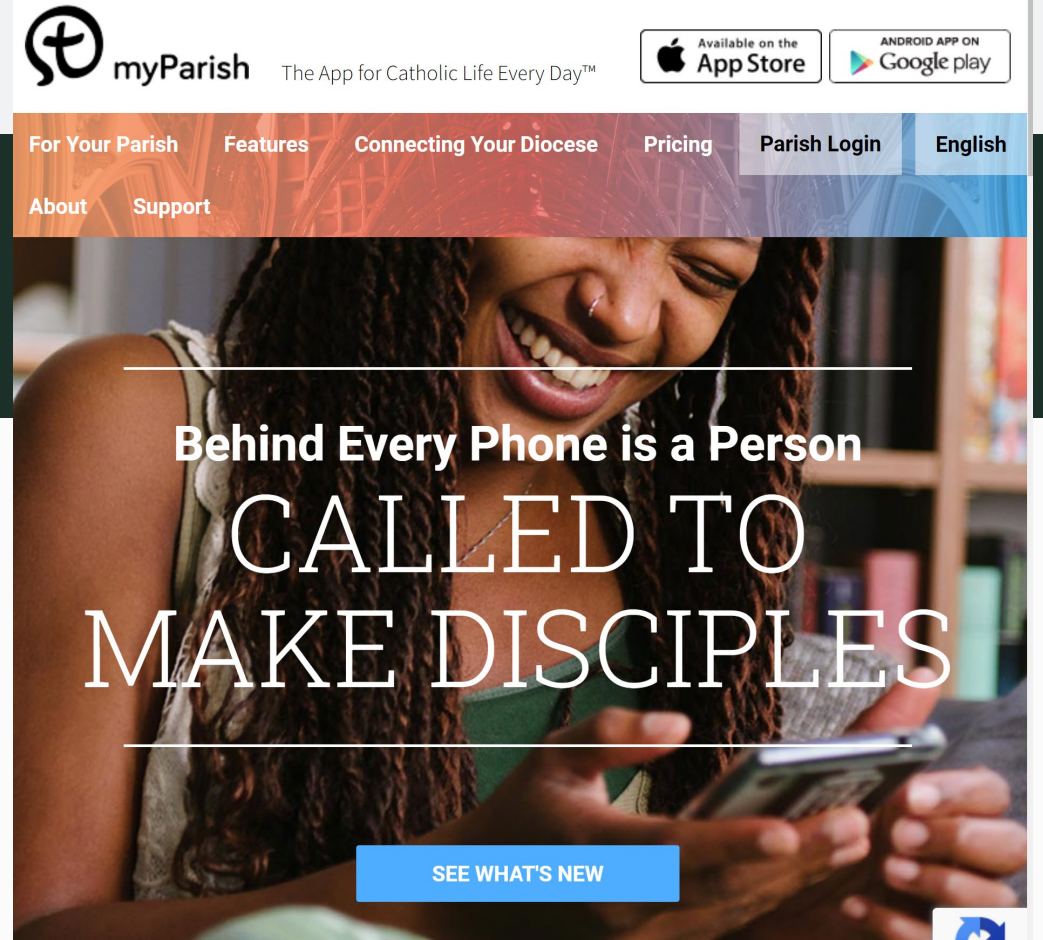 myParish
The App for Catholic Life Every Day™
Available on the
App Store
ANDROID APP ON
Google play
For Your Parish
Features
Connecting Your Diocese
Pricing
Parish Login
English
About
Support
Behind Every Phone is a Person
CALLED TO
MAKE DISCIPLES
SEE WHAT'S NEW